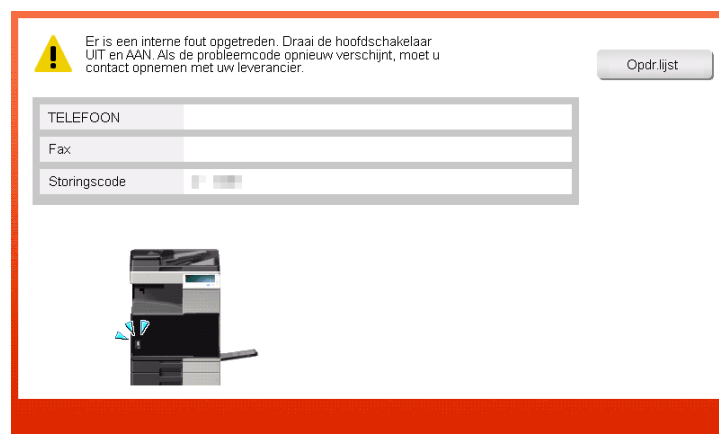 Er is een interne fout opgetreden. Draai de hoofdschakelaar
UIT en AAN. Als de probleemcode opnieuw verschijnt, moet u
contact opnemen met uw leverancier.
Opdr.lijst
TELEFOON
Fax
Storingscode